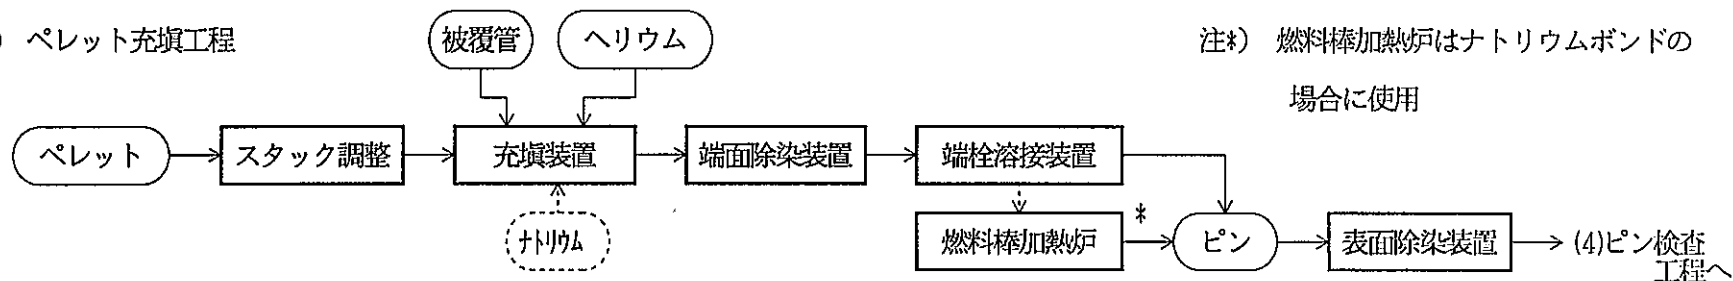 ペレット充塡工程
被覆管
ヘリウム
注*) 燃料棒加熱炉はナトリウムボンドの
場合に使用
ペレット
スタック調整
充塡装置
端面除染装置
端栓溶接装置
ナトリウム
燃料棒加熱炉
*
ピン
表面除染装置
(4)ピン検査
工程へ